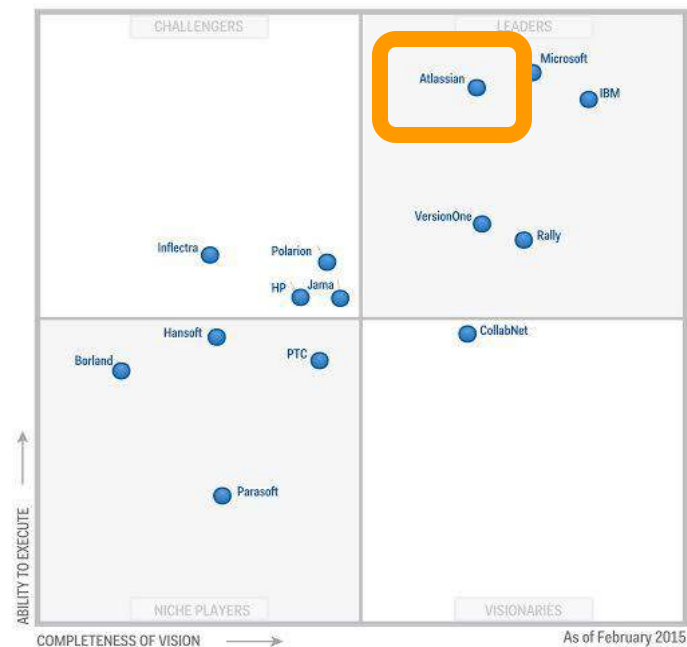 CHALLENGERS
LEADERS
Microsoft
Atlassian
IBM
VersionOne
Rally
Inflectra
Polarion
HP
Jama
Hansoft
CollabNet
PTC
Borland
Parasoft
ABILITY TO EXECUTE
NICHE PLAYERS
VISIONARIES
COMPLETENESS OF VISION
As of February 2015